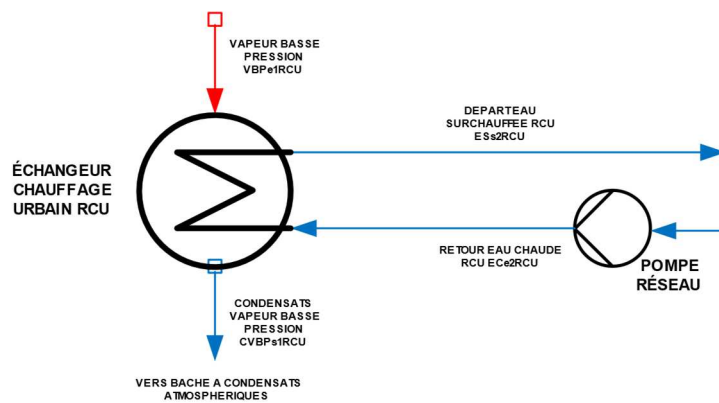 VAPEUR BASSE
PRESSION
VBPe1RCU
DEPARTEAU
SURCHAUFFEE RCU
ESs2RCU
ÉCHANGEUR
CHAUFFAGE
URBAIN RCU
RETOUR EAU CHAUDE
RCU ECe2RCU
POMPE
RÉSEAU
CONDENSATS
VAPEUR BASSE
PRESSION
CVBPs1RCU
VERS BACHE A CONDENSATS
ATMOSPHERIQUES